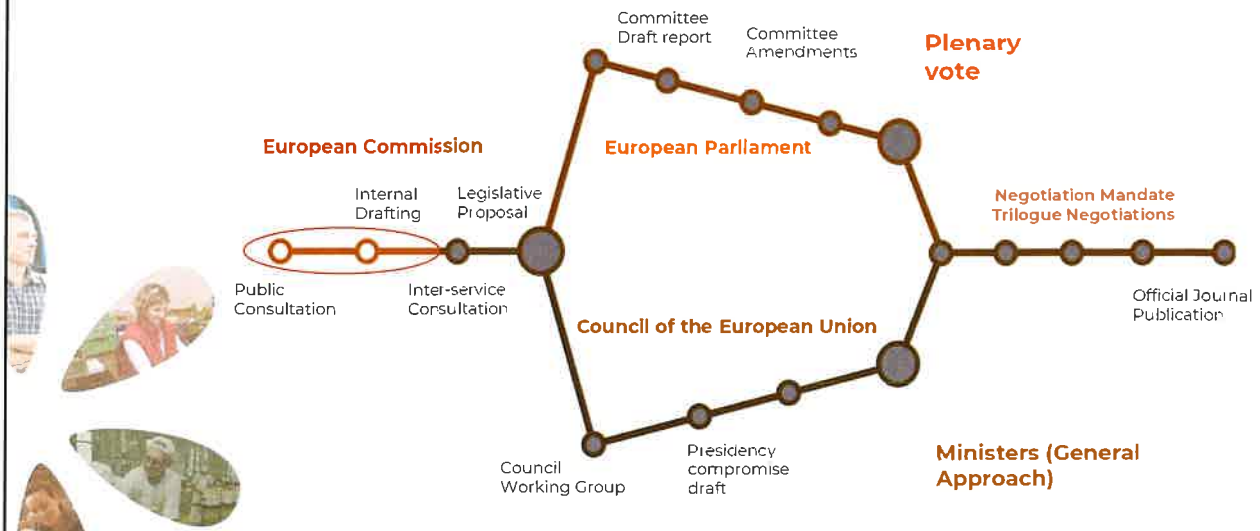 Committee
Draft report
Committee
Amendments
Plenary
vote
European Commission
European Parliament
Internal
Drafting
Legislative
Proposal
Negotiation Mandate
Trilogue Negotiations
Public
Consultation
Inter-service
Consultation
Official Journal
Publication
Council of the European Union
Council
Working Group
Presidency
compromise
draft
Ministers (General
Approach)